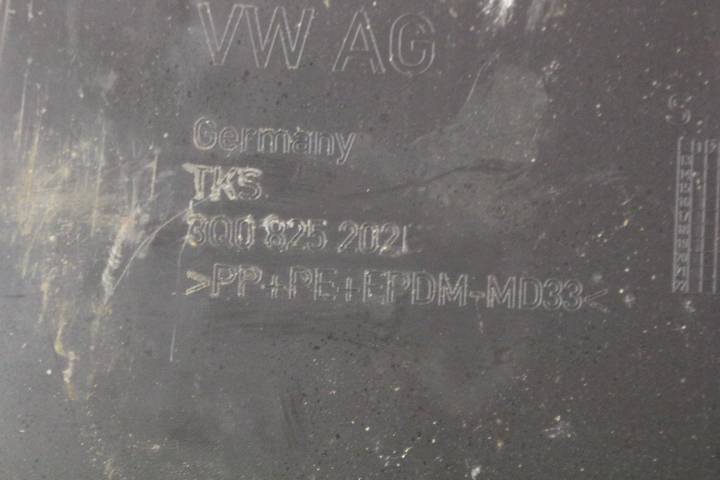 VW AG
Germany
TKS
3Q0 825 202
>PP+PE+EPDM-MD33<
S